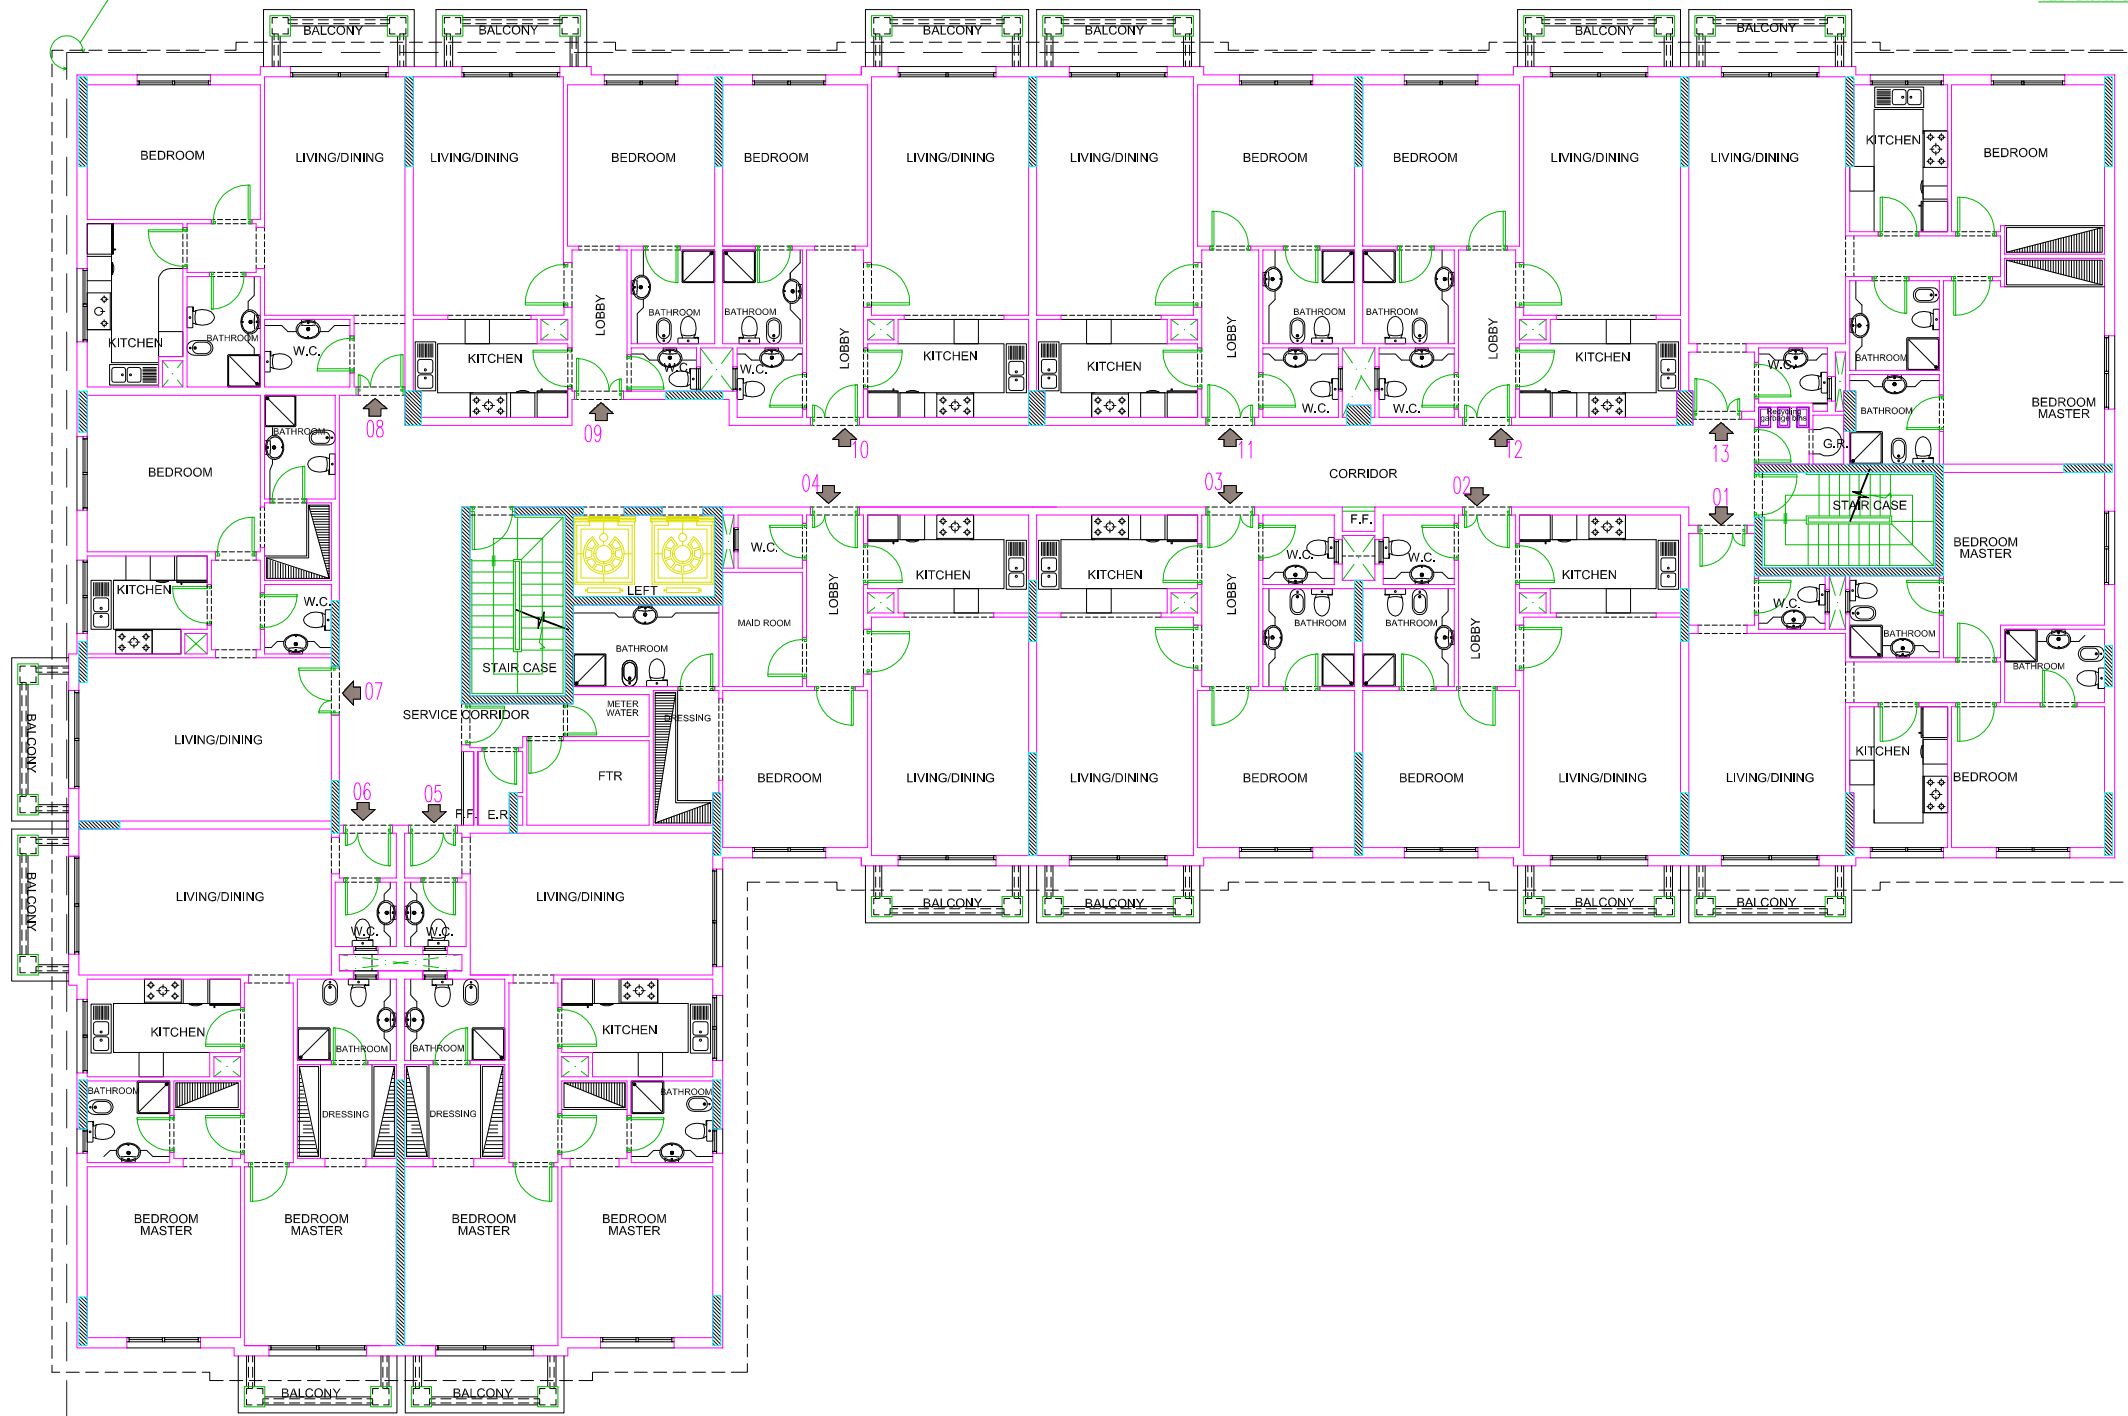 BALCONY
BALCONY
BALCONY
BALCONY
BALCONY
BALCONY
BEDROOM
LIVING/DINING
LIVING/DINING
BEDROOM
BEDROOM
LIVING/DINING
LIVING/DINING
BEDROOM
BEDROOM
LIVING/DINING
LIVING/DINING
KITCHEN
BEDROOM
KITCHEN
BATHROOM
W.C.
KITCHEN
LOBBY
BATHROOM
W.C.
BATHROOM
W.C.
LOBBY
KITCHEN
KITCHEN
LOBBY
BATHROOM
W.C.
BATHROOM
W.C.
LOBBY
KITCHEN
W.C.
BATHROOM
BATHROOM
BEDROOM
MASTER
Recycling
garbage bins
G.R.
08
09
10
11
12
13
BEDROOM
BATHROOM
CORRIDOR
04
03
02
01
STAIR CASE
BEDROOM
MASTER
KITCHEN
W.C.
STAIR CASE
LEFT
W.C.
MAID ROOM
BATHROOM
LOBBY
KITCHEN
KITCHEN
LOBBY
W.C.
F.F.
W.C.
BATHROOM
BATHROOM
LOBBY
KITCHEN
W.C.
BATHROOM
BATHROOM
07
SERVICE CORRIDOR
METER
WATER
DRESSING
BALCONY
LIVING/DINING
FTR
BEDROOM
LIVING/DINING
LIVING/DINING
BEDROOM
BEDROOM
LIVING/DINING
LIVING/DINING
KITCHEN
BEDROOM
06
05
F.F.
E.R
BALCONY
LIVING/DINING
LIVING/DINING
W.C.
W.C.
BALCONY
BALCONY
BALCONY
BALCONY
KITCHEN
BATHROOM
BATHROOM
KITCHEN
BATHROOM
DRESSING
DRESSING
BATHROOM
BEDROOM
MASTER
BEDROOM
MASTER
BEDROOM
MASTER
BEDROOM
MASTER
BALCONY
BALCONY